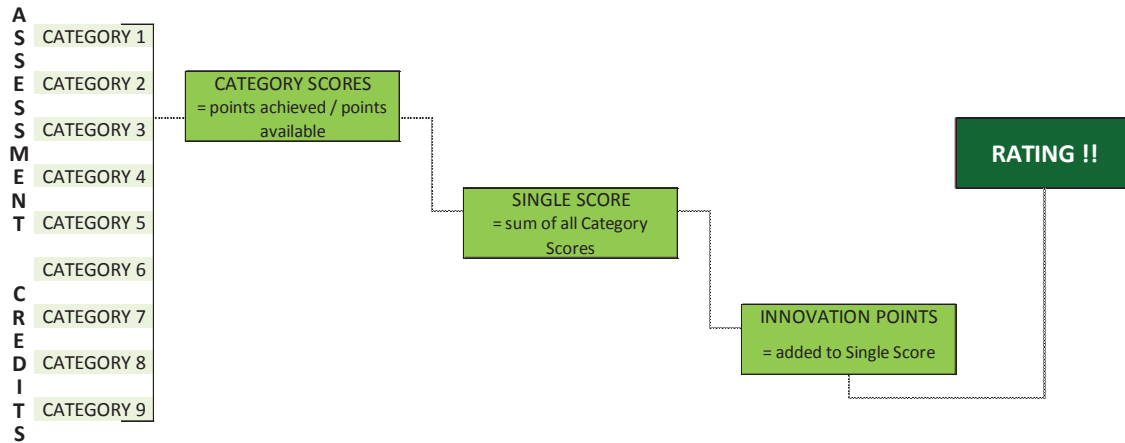 ASSESSMENT CREDITS
CATEGORY 1
CATEGORY 2
CATEGORY 3
CATEGORY 4
CATEGORY 5
CATEGORY 6
CATEGORY 7
CATEGORY 8
CATEGORY 9
CATEGORY SCORES
= points achieved / points
available
SINGLE SCORE
= sum of all Category
Scores
INNOVATION POINTS
= added to Single Score
RATING !!